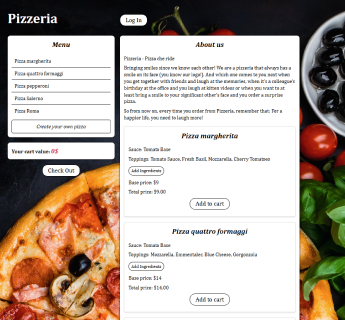 Pizzeria
Log In
Menu
Pizza margherita
Pizza quattro formaggi
Pizza pepperoni
Pizza Salerna
Pizza Roma
Create your own pizza
Your cart value: 0$
Check Out
About us
Pizzeria - Pizza che ride
Bringing smiles since we know each other! We are a pizzeria that always has a
smile on its face (you know our logo!). And which one comes to you next when
you get together with friends and laugh at the memories, when it's a colleague's
birthday at the office and you laugh at kitten videos or when you want to at
least bring a smile to your significant other's face and you order a surprise
pizza.
So from now on, every time you order from Pizzeria, remember that: For a
happier life, you need to laugh more!
Pizza margherita
Sauce: Tomato Base
Toppings: Tomato Sauce, Fresh Basil, Mozzarella, Cherry Tomatoes
Add Ingredients
Base price: $9
Total price: $9.00
Add to cart
Pizza quattro formaggi
Sauce: Tomato Base
Toppings: Mozzarella, Emmentaler, Blue Cheese, Gorgonzola
Add Ingredients
Base price: $14
Total price: $14.00
Add to cart